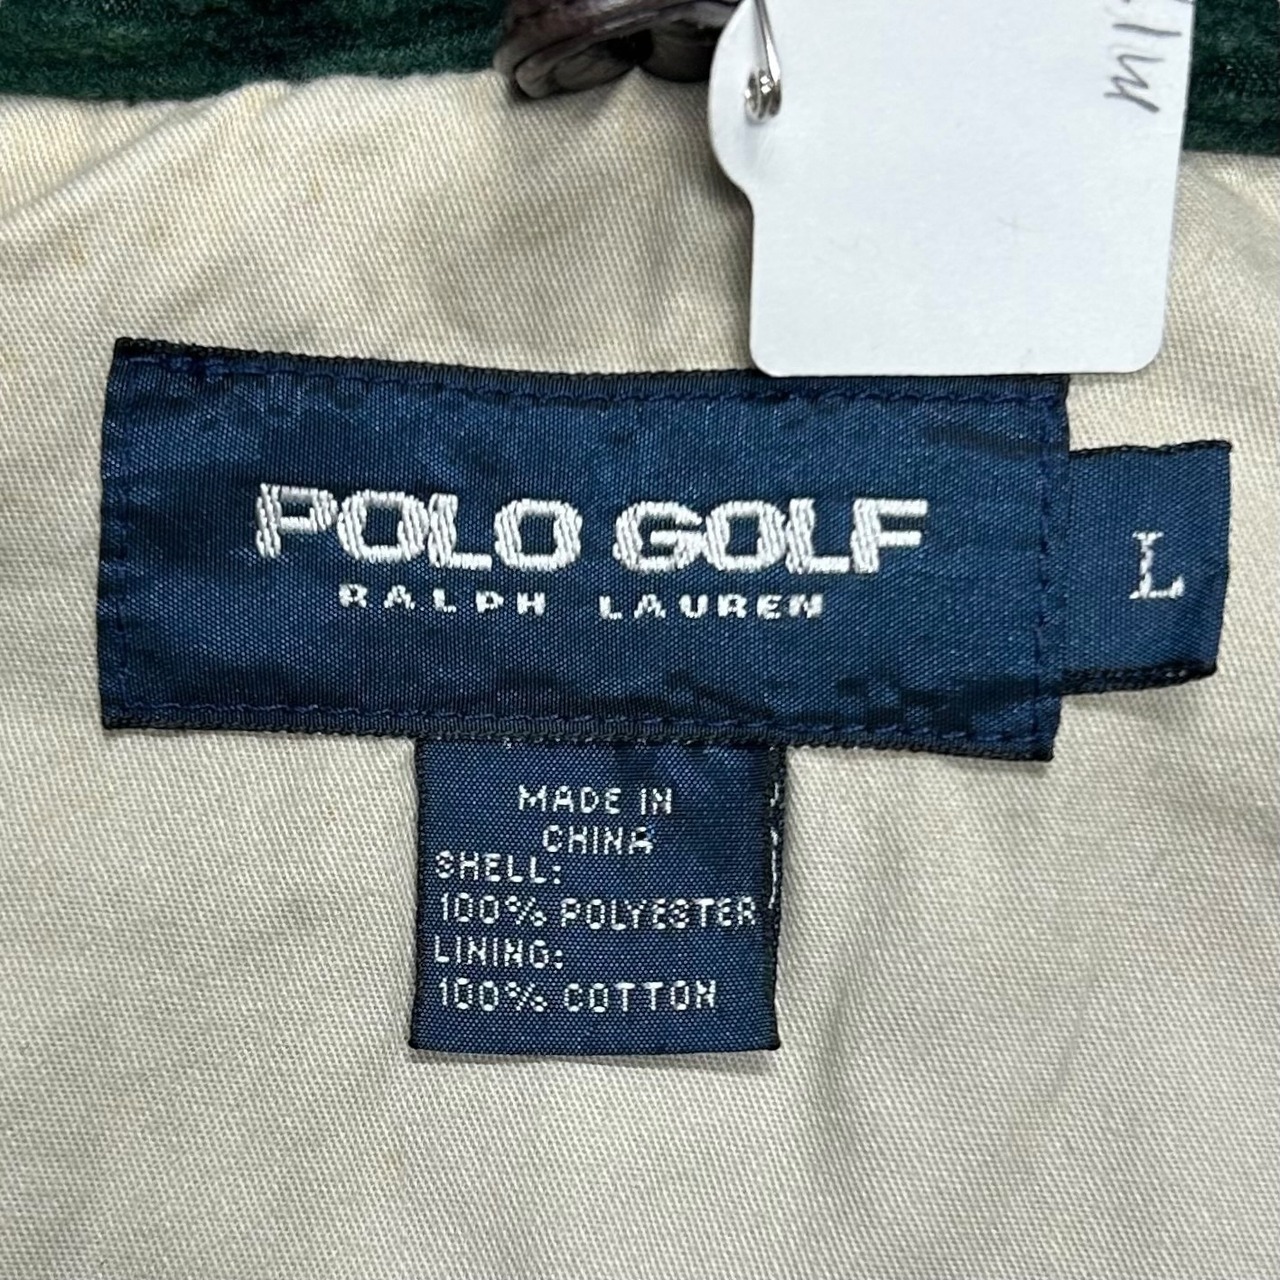 POLO GOLF
RALPH LAUREN
L
MADE IN
CHINA
SHELL:
100% POLYESTER
LINING:
100% COTTON